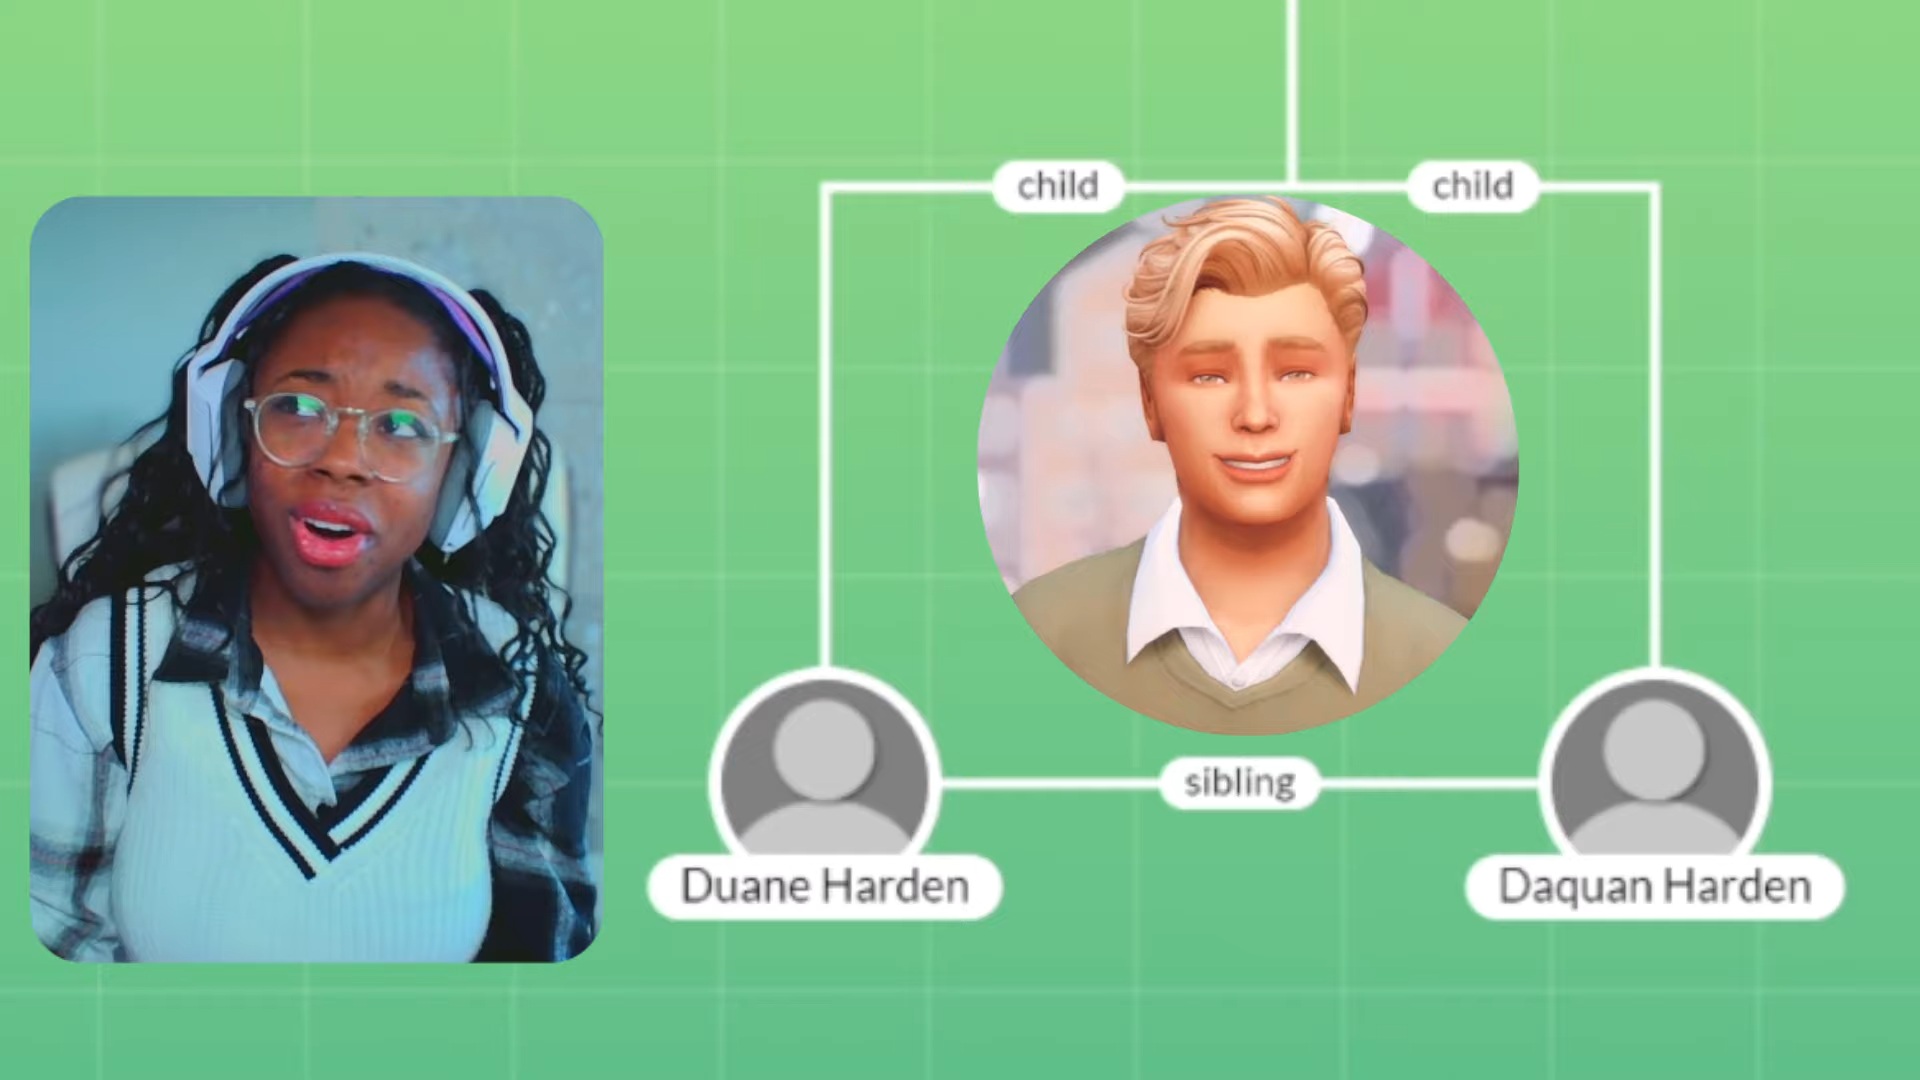 child
child
sibling
Duane Harden
Daquan Harden